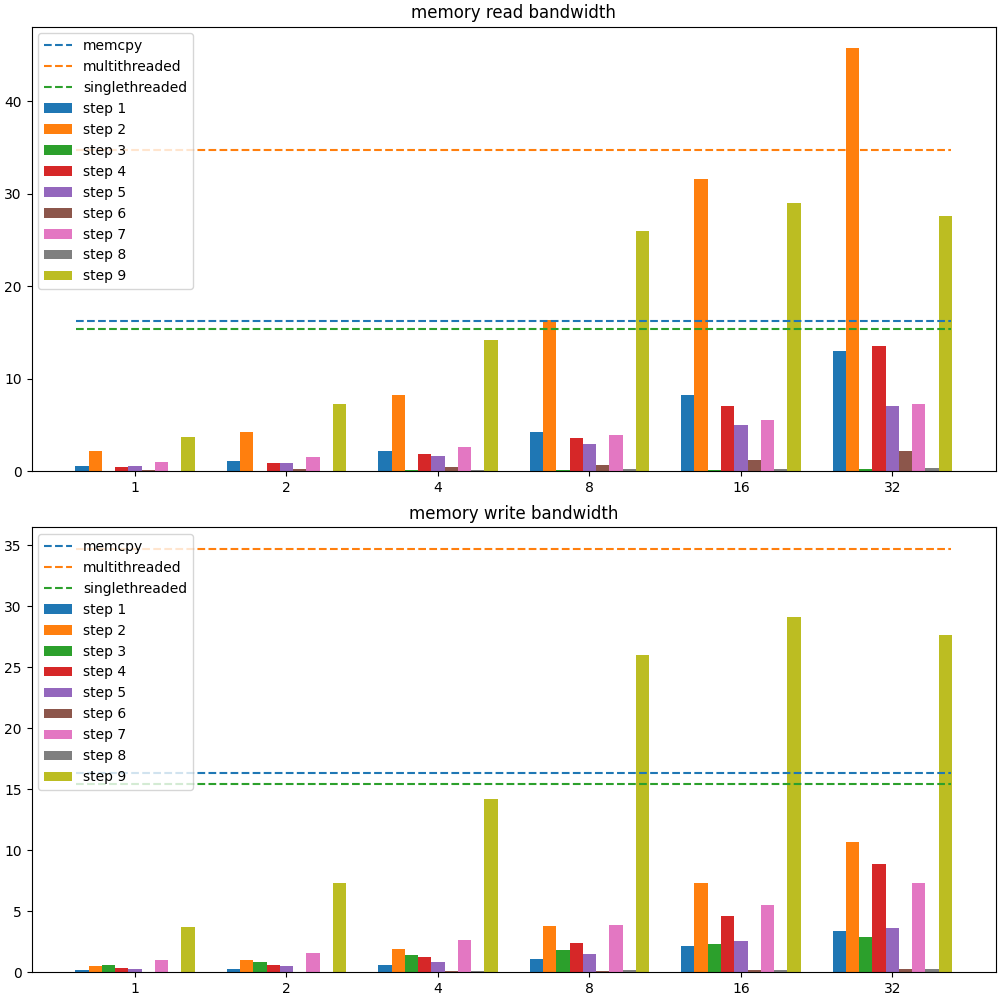 memory read bandwidth
memcpy
multithreaded
singlethreaded
step 1
step 2
step 3
step 4
step 5
step 6
step 7
step 8
step 9
40
30
20
10
0
1 2 4 8 16 32
memory write bandwidth
memcpy
multithreaded
singlethreaded
step 1
step 2
step 3
step 4
step 5
step 6
step 7
step 8
step 9
35
30
25
20
15
10
5
0
1 2 4 8 16 32